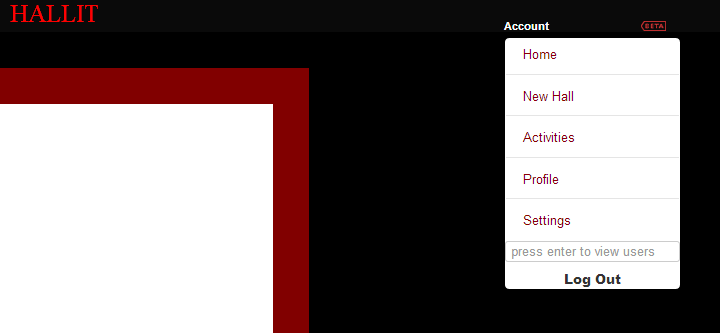 HALLIT
Account
BETA
Home
New Hall
Activities
Profile
Settings
press enter to view users
Log Out